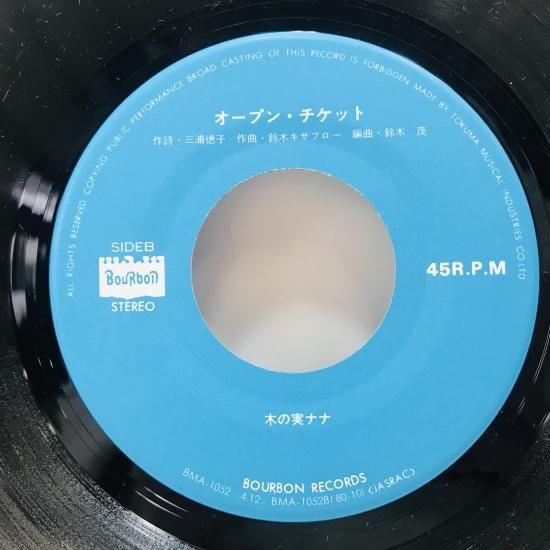 ALL RIGHTS RESERVED COPYING PUBLIC PERFORMANCE BROAD CASTING OF THIS RECORD IS FORBIDDEN MADE BY TOKUMA MUSICAL INDUSTRIES CO.LTD
オープン・チケット
作詩・三浦徳子 作曲・鈴木キサブロー 編曲・鈴木 茂
SIDEB
BouRbon
STEREO
45R.P.M
木の実ナナ
BOURBON RECORDS
BMA-1052 〈4:12〉 BMA-1052B(80·10)〈JASRAC〉